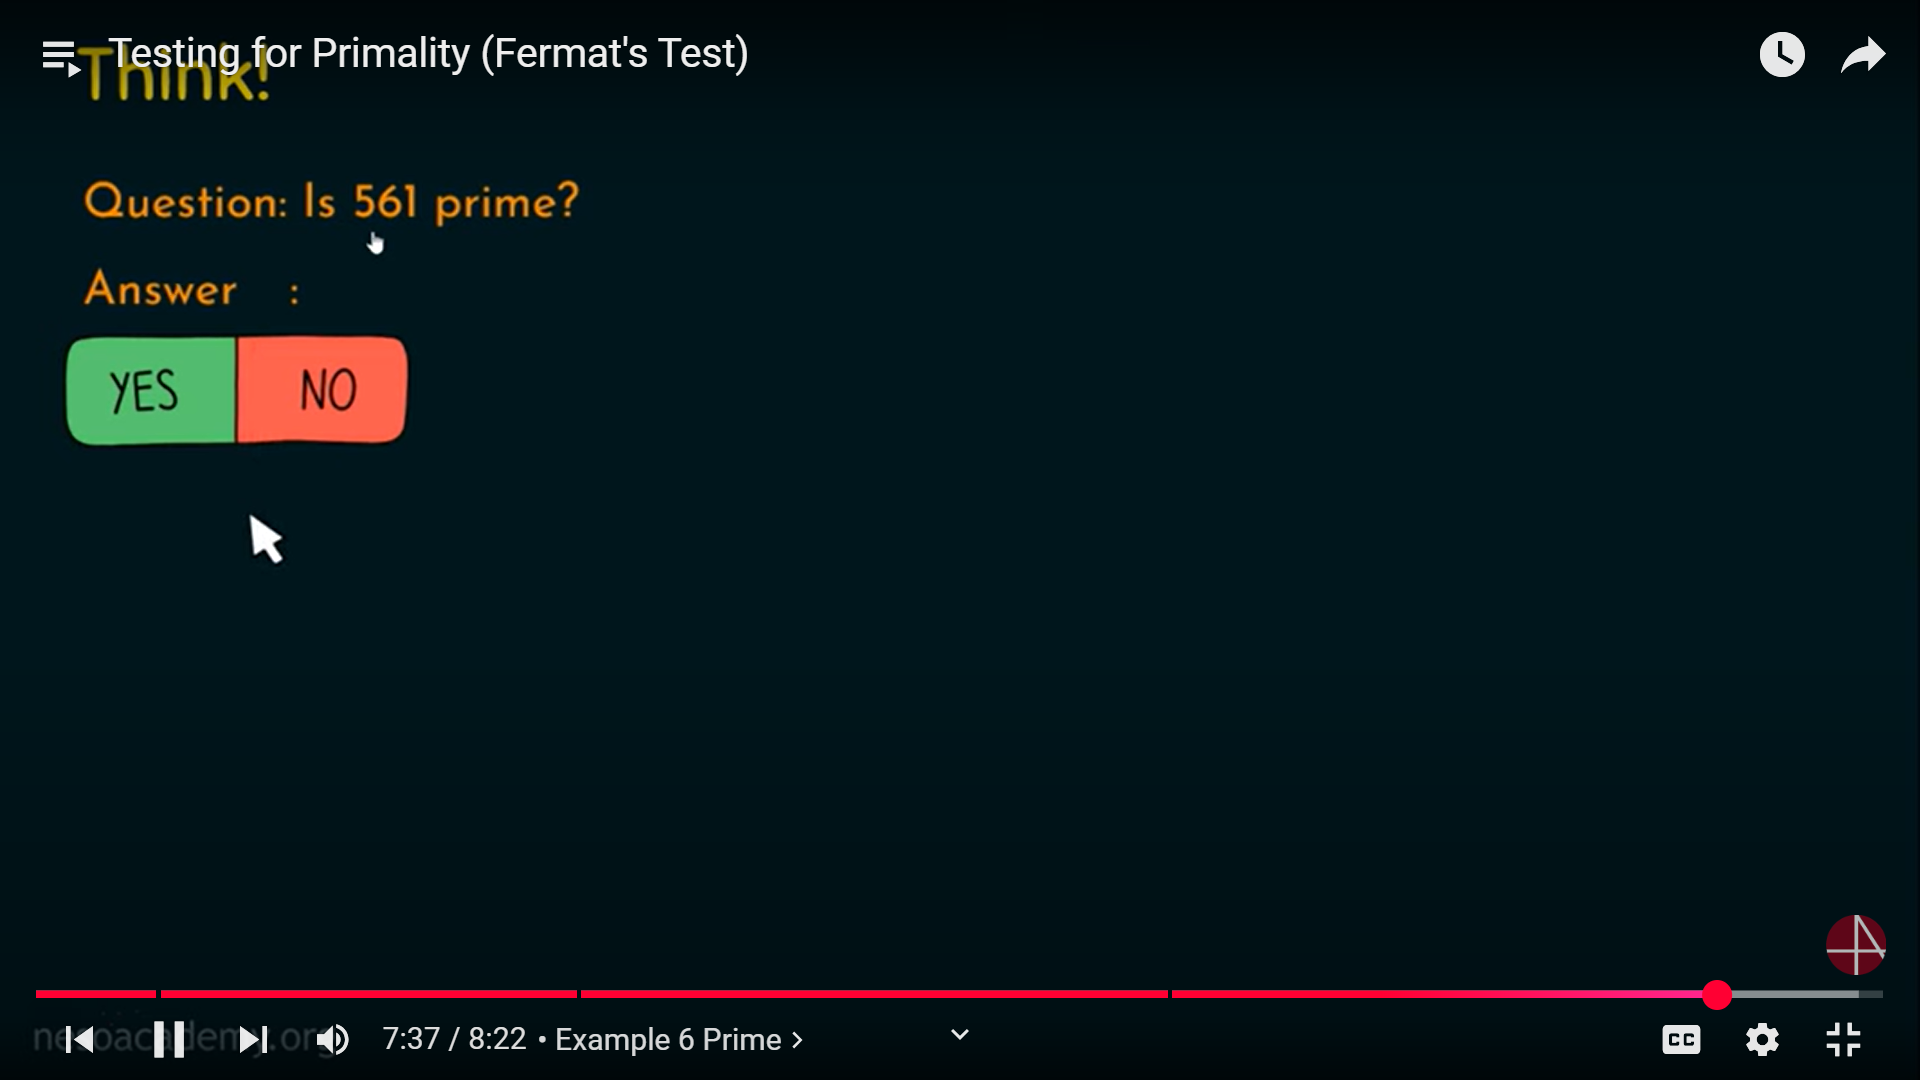 Testing for Primality (Fermat's Test)
Think!
Question: Is 561 prime?
Answer :
YES NO
nesoacademy.org
7:37 / 8:22 • Example 6 Prime >
CC